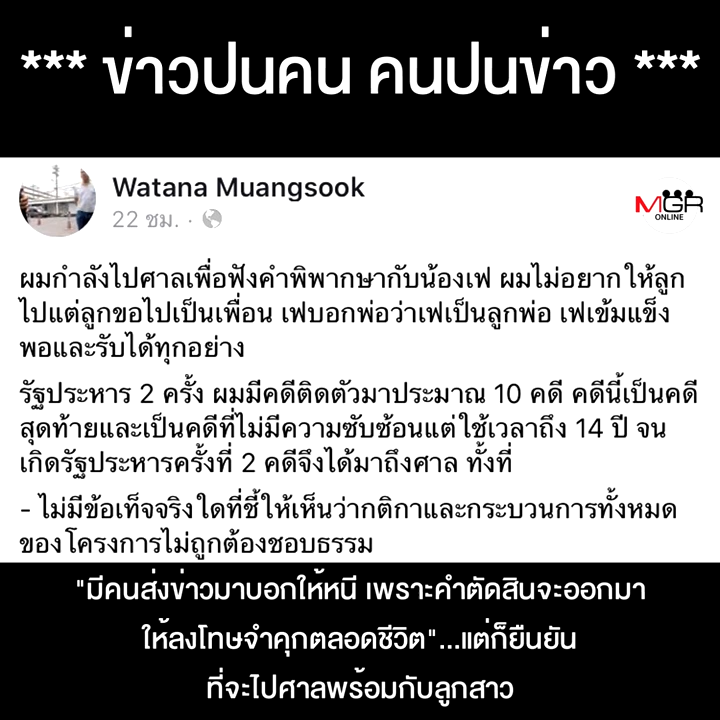 *** ข่าวปนคน คนปนข่าว ***
Watana Muangsook
22 ชม. ·
MGR
ONLINE
ผมกำลังไปศาลเพื่อฟังคำพิพากษากับน้องเฟ ผมไม่อยากให้ลูก
ไปแต่ลูกขอไปเป็นเพื่อน เฟบอกพ่อว่าเฟเป็นลูกพ่อ เฟเข้มแข็ง
พอและรับได้ทุกอย่าง
รัฐประหาร 2 ครั้ง ผมมีคดีติดตัวมาประมาณ 10 คดี คดีนี้เป็นคดี
สุดท้ายและเป็นคดีที่ไม่มีความซับซ้อนแต่ใช้เวลาถึง 14 ปี จน
เกิดรัฐประหารครั้งที่ 2 คดีจึงได้มาถึงศาล ทั้งที่
- ไม่มีข้อเท็จจริงใดที่ชี้ให้เห็นว่ากติกาและกระบวนการทั้งหมด
ของโครงการไม่ถูกต้องชอบธรรม
"มีคนส่งข่าวมาบอกให้หนี เพราะคำตัดสินจะออกมา
ให้ลงโทษจำคุกตลอดชีวิต"...แต่ก็ยืนยัน
ที่จะไปศาลพร้อมกับลูกสาว